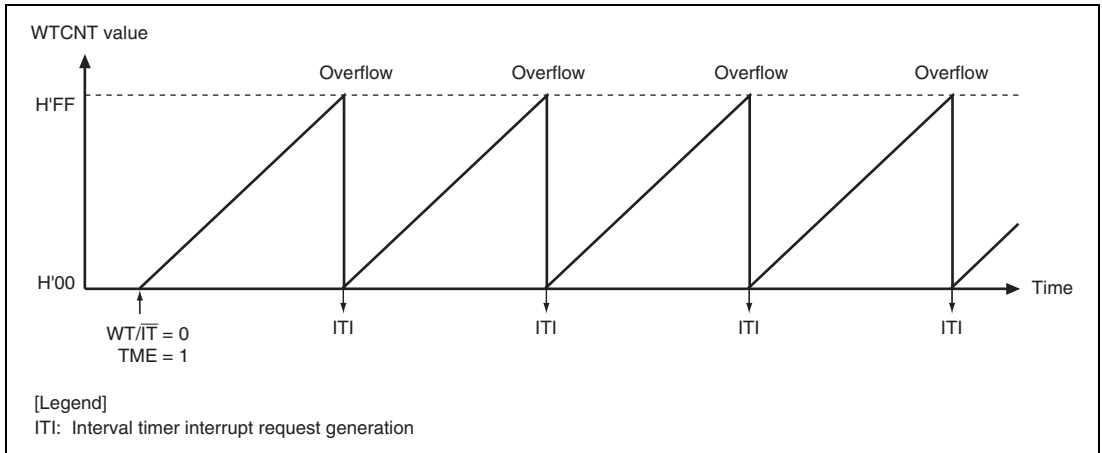 WTCNT value
Overflow Overflow Overflow Overflow
H'FF
H'00
Time
WT/I̅T̅ = 0
TME = 1
ITI ITI ITI ITI
[Legend]
ITI: Interval timer interrupt request generation